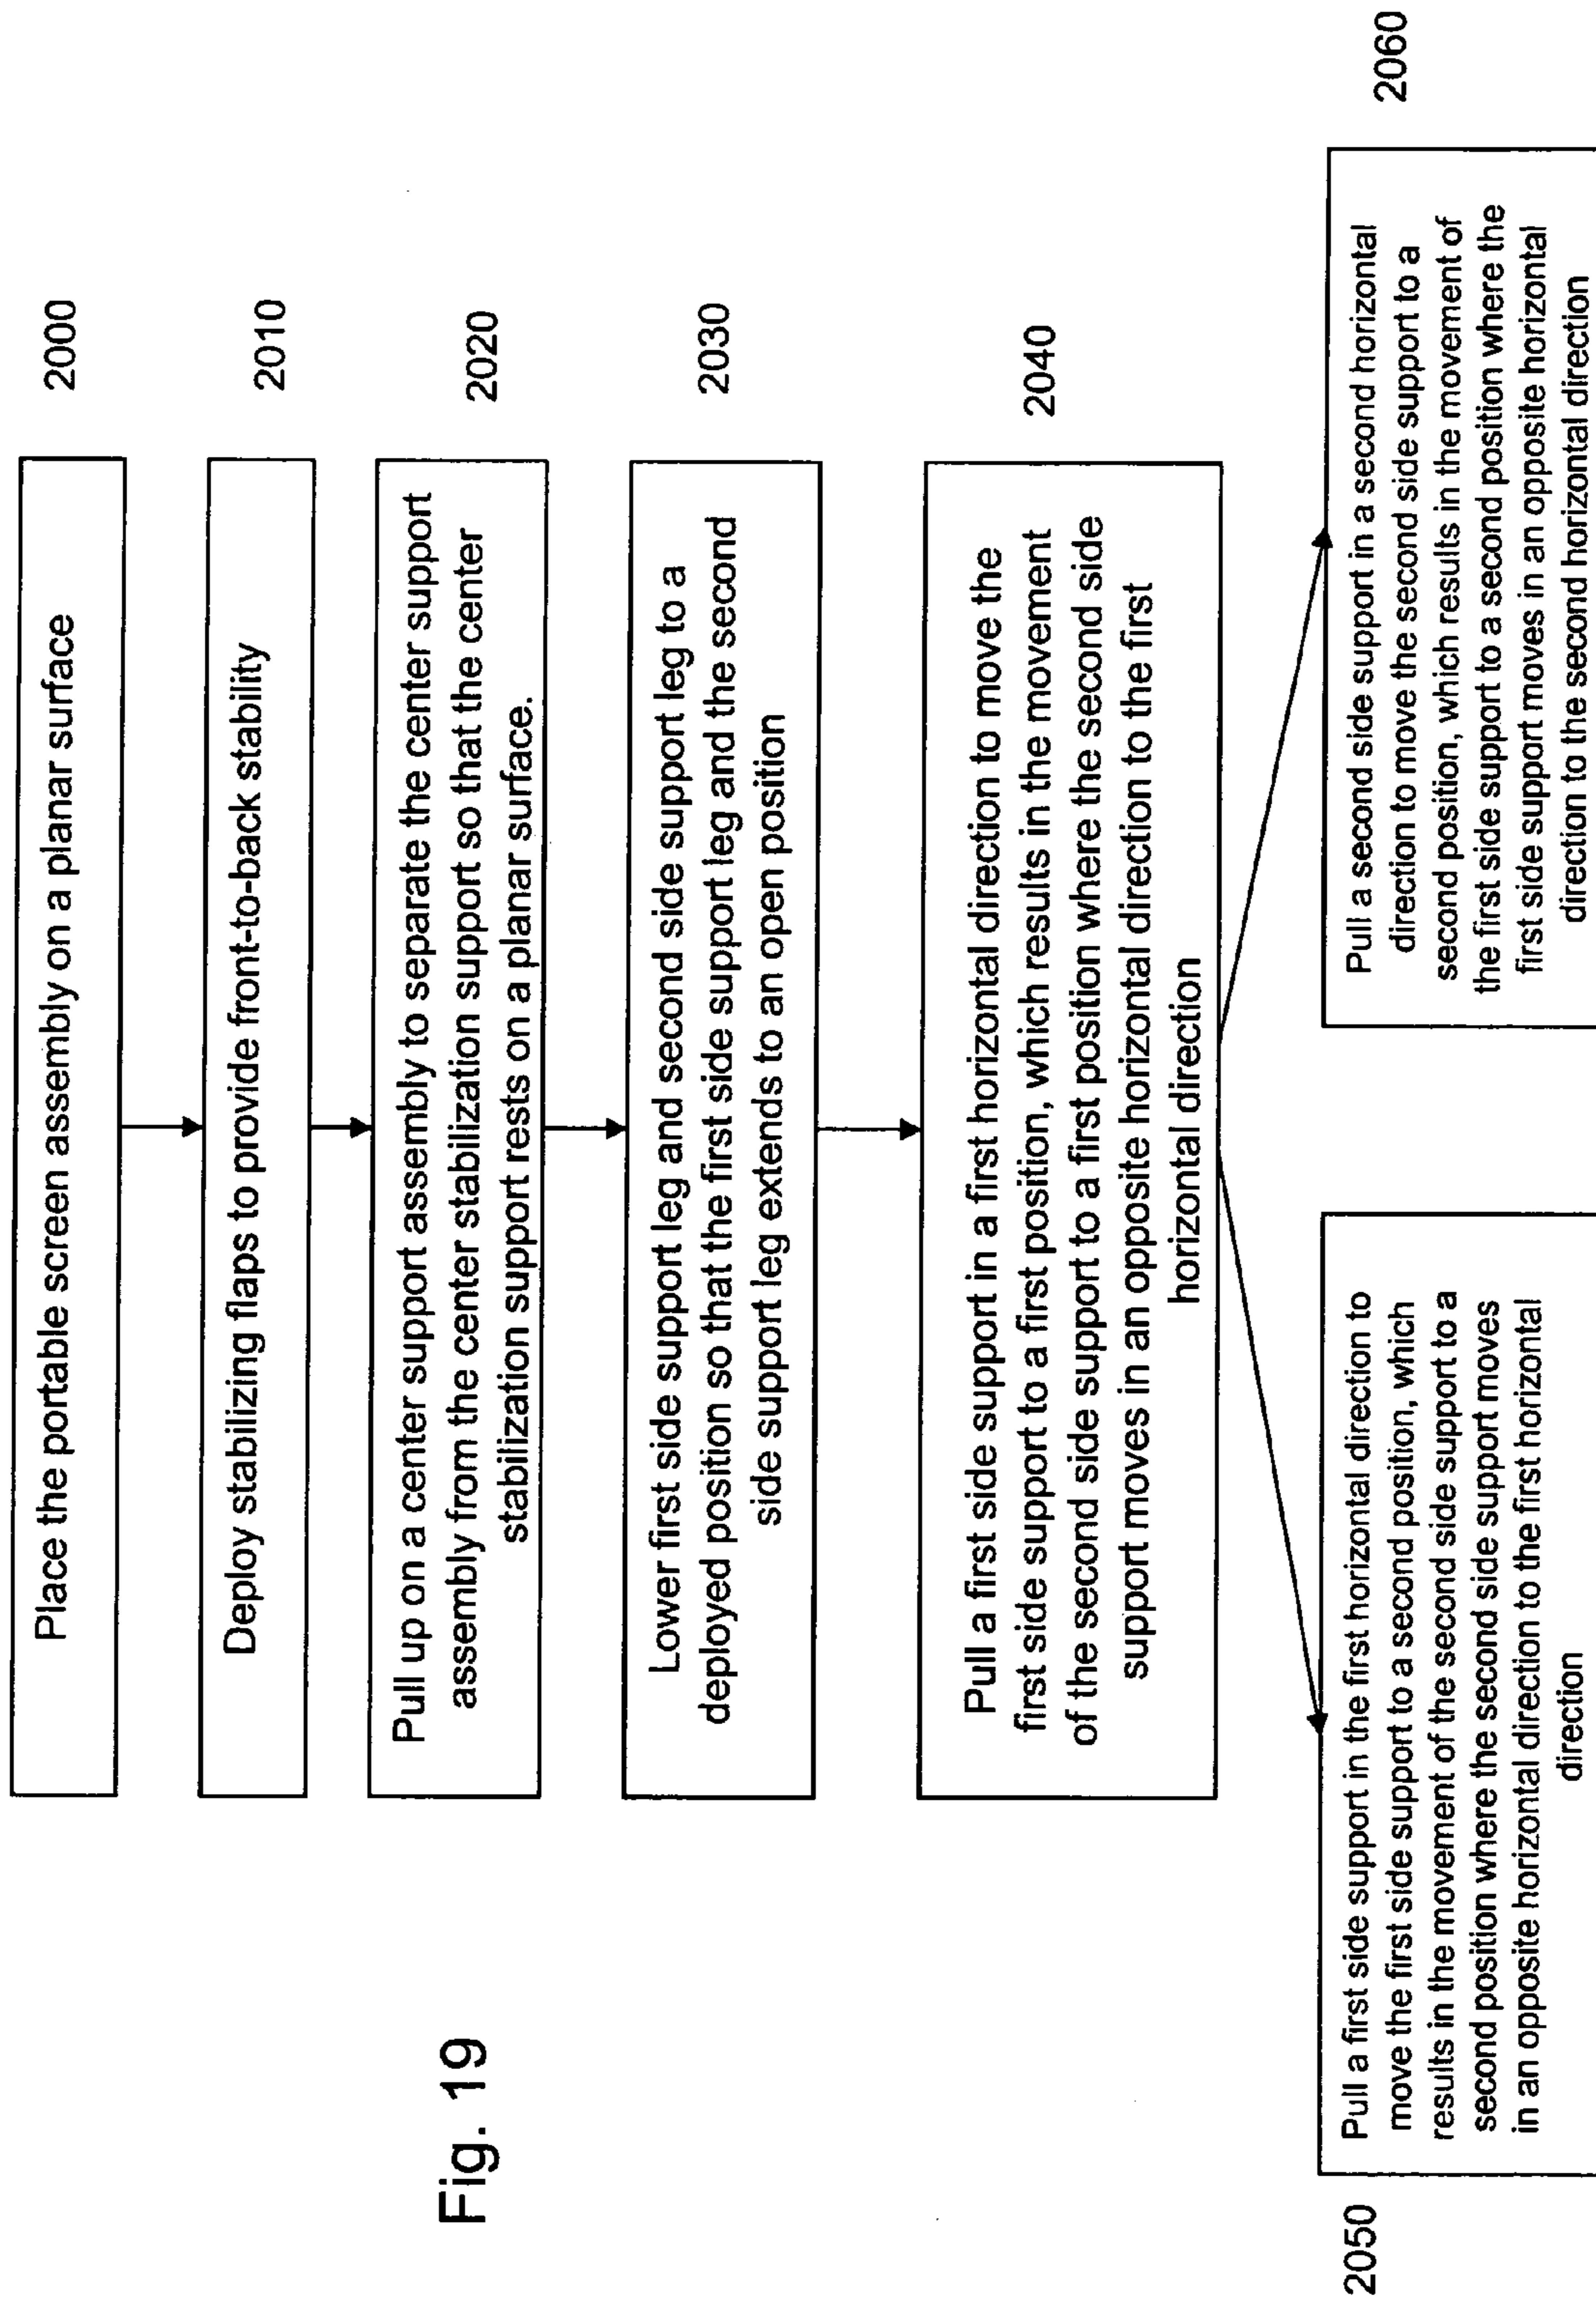 Place the portable screen assembly on a planar surface
2000
Deploy stabilizing flaps to provide front-to-back stability
2010
Pull up on a center support assembly to separate the center support
assembly from the center stabilization support so that the center
stabilization support rests on a planar surface.
2020
Lower first side support leg and second side support leg to a
deployed position so that the first side support leg and the second
side support leg extends to an open position
2030
Fig. 19
Pull a first side support in a first horizontal direction to move the
first side support to a first position, which results in the movement
of the second side support to a first position where the second side
support moves in an opposite horizontal direction to the first
horizontal direction
2040
2050
Pull a first side support in the first horizontal direction to
move the first side support to a second position, which
results in the movement of the second side support to a
second position where the second side support moves
in an opposite horizontal direction to the first horizontal
direction
Pull a second side support in a second horizontal
direction to move the second side support to a
second position, which results in the movement of
the first side support to a second position where the
first side support moves in an opposite horizontal
direction to the second horizontal direction
2060